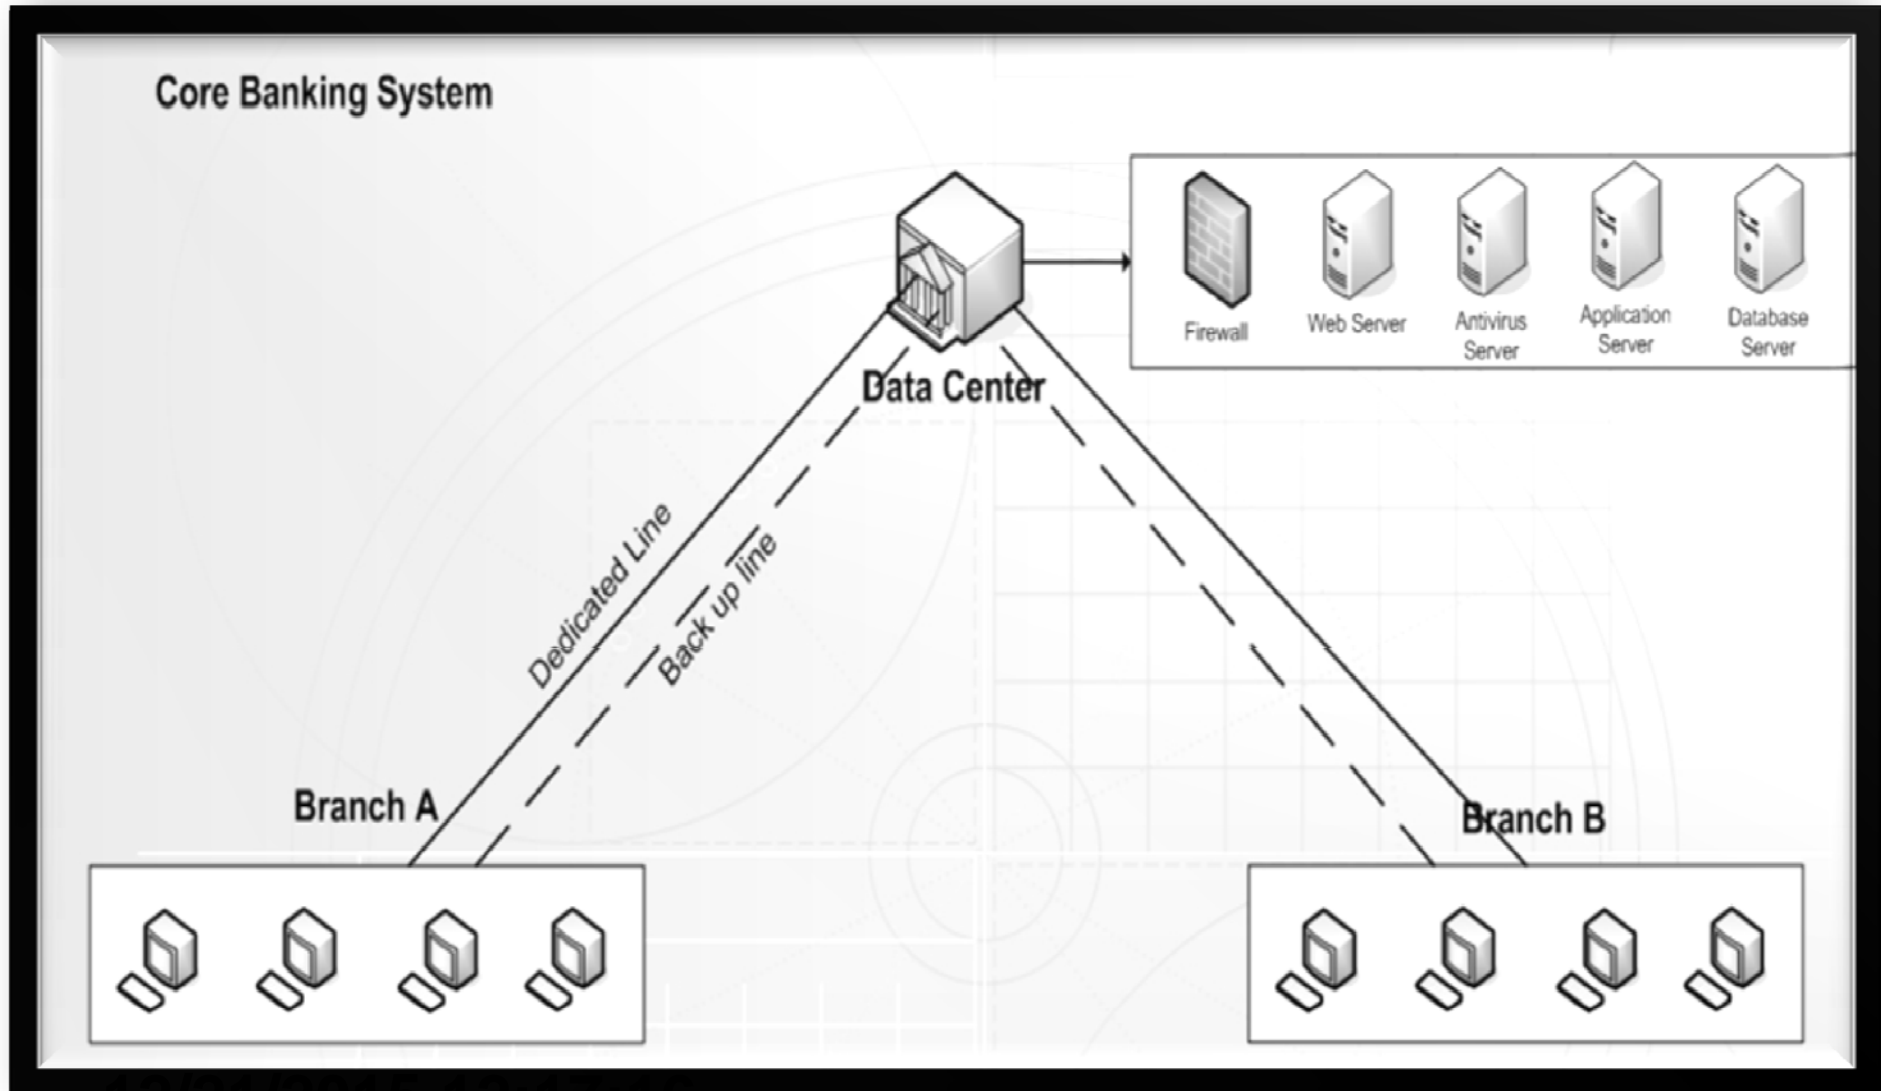 Core Banking System
Firewall
Web Server
Antivirus
Server
Application
Server
Database
Server
Data Center
Dedicated Line
Back up line
Branch A
Branch B